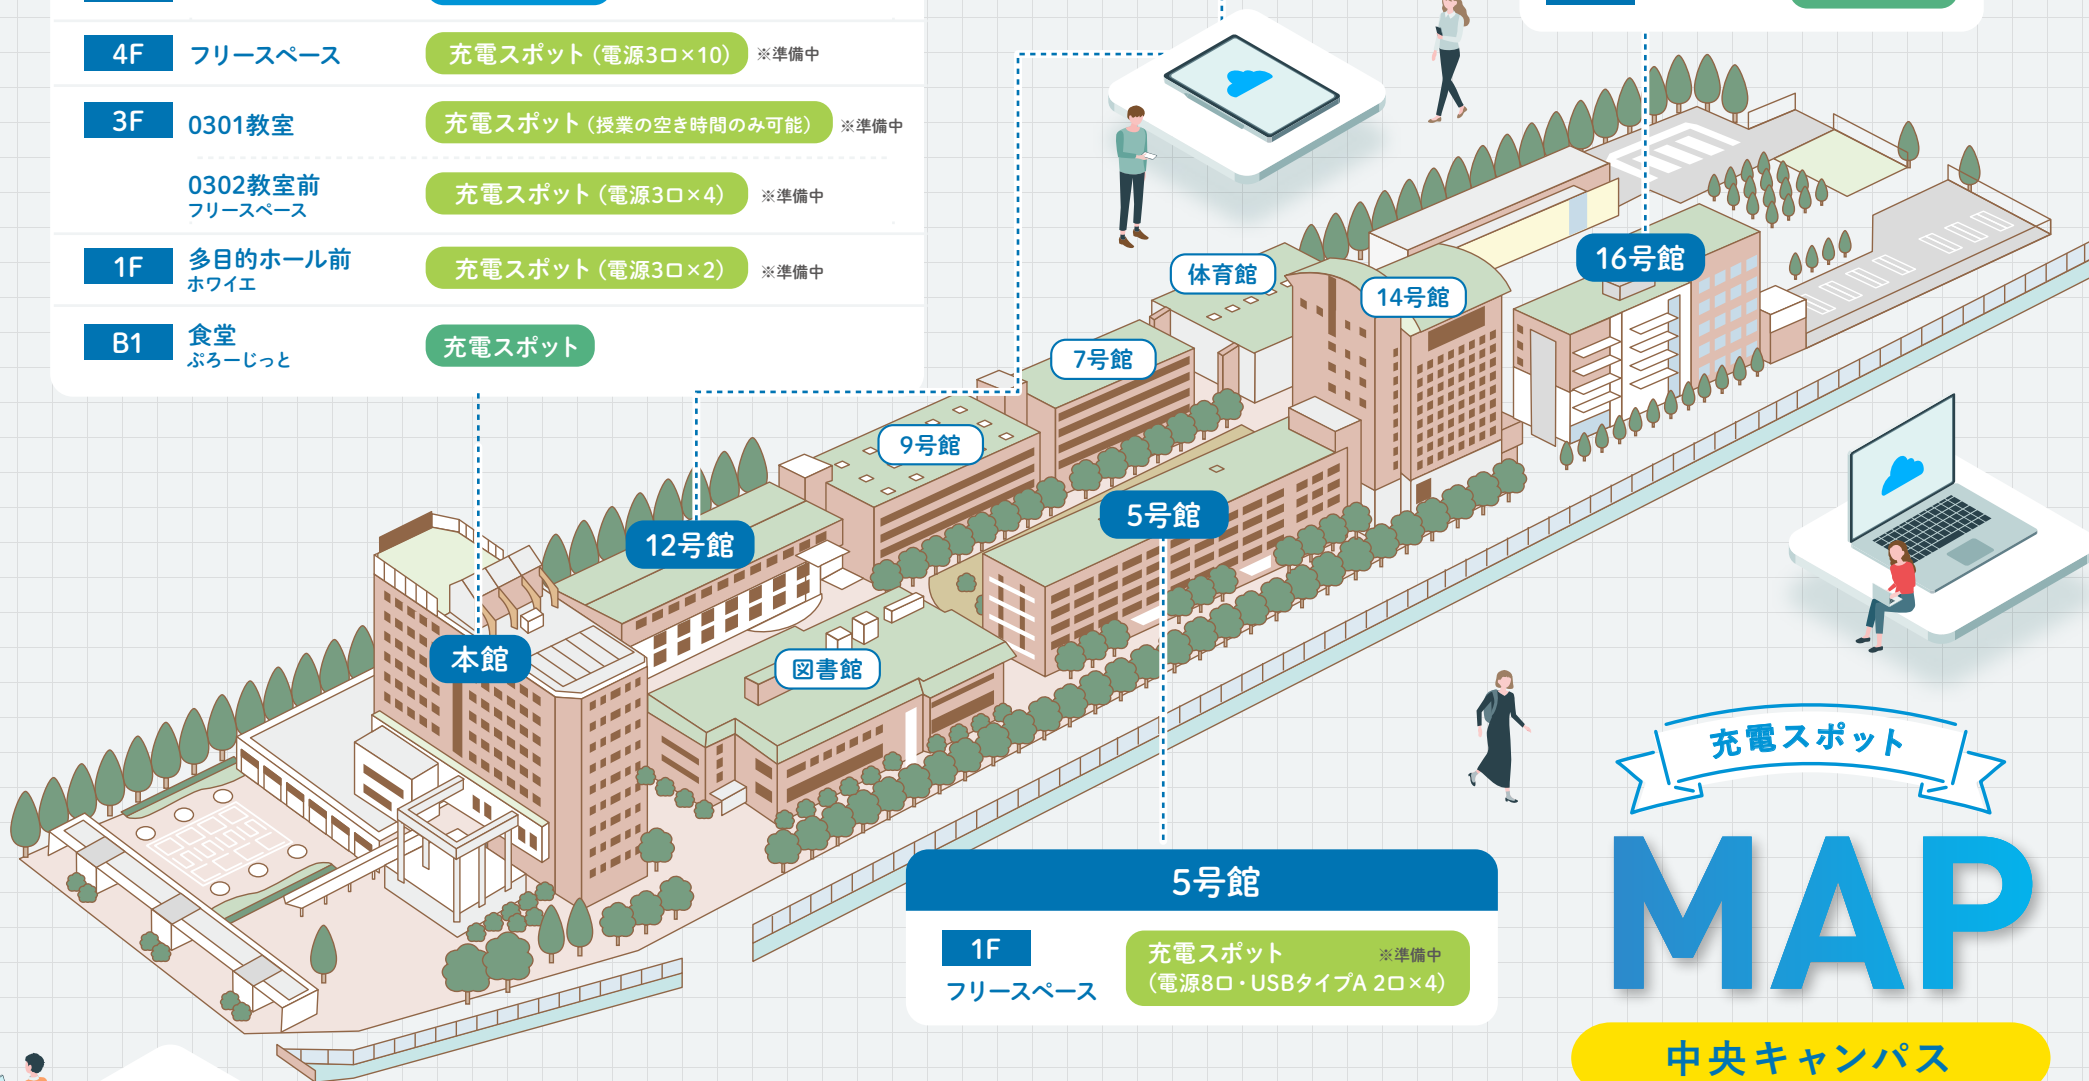 4F フリースペース 充電スポット（電源3口×10） ※準備中
3F 0301教室 充電スポット（授業の空き時間のみ可能） ※準備中
0302教室前
フリースペース
充電スポット（電源3口×4） ※準備中
1F 多目的ホール前
ホワイエ
充電スポット（電源3口×2） ※準備中
B1 食堂
ぷろーじっと
充電スポット
16号館
体育館
14号館
7号館
9号館
5号館
12号館
本館
図書館
5号館
1F
フリースペース
充電スポット ※準備中
（電源8口・USBタイプA 2口×4）
充電スポット
MAP
中央キャンパス